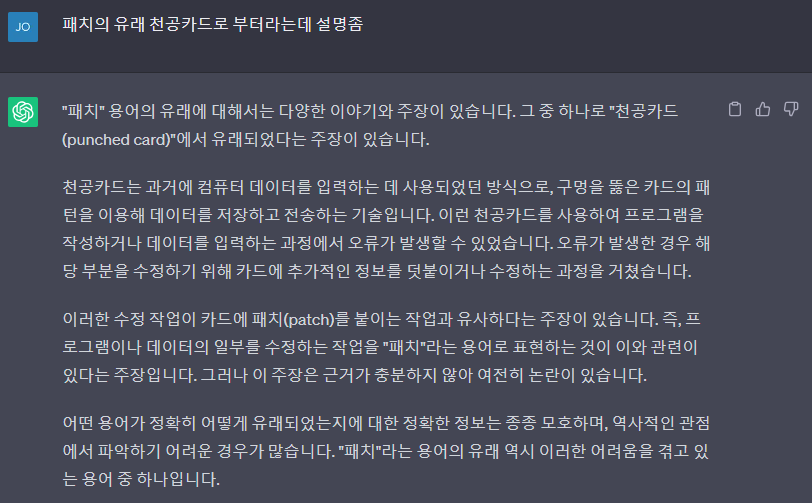 JO
패치의 유래 천공카드로 부터라는데 설명좀
"패치" 용어의 유래에 대해서는 다양한 이야기와 주장이 있습니다. 그 중 하나로 "천공카드
(punched card)"에서 유래되었다는 주장이 있습니다.
천공카드는 과거에 컴퓨터 데이터를 입력하는 데 사용되었던 방식으로, 구멍을 뚫은 카드의 패
턴을 이용해 데이터를 저장하고 전송하는 기술입니다. 이런 천공카드를 사용하여 프로그램을
작성하거나 데이터를 입력하는 과정에서 오류가 발생할 수 있었습니다. 오류가 발생한 경우 해
당 부분을 수정하기 위해 카드에 추가적인 정보를 덧붙이거나 수정하는 과정을 거쳤습니다.
이러한 수정 작업이 카드에 패치(patch)를 붙이는 작업과 유사하다는 주장이 있습니다. 즉, 프
로그램이나 데이터의 일부를 수정하는 작업을 "패치"라는 용어로 표현하는 것이 이와 관련이
있다는 주장입니다. 그러나 이 주장은 근거가 충분하지 않아 여전히 논란이 있습니다.
어떤 용어가 정확히 어떻게 유래되었는지에 대한 정확한 정보는 종종 모호하며, 역사적인 관점
에서 파악하기 어려운 경우가 많습니다. "패치"라는 용어의 유래 역시 이러한 어려움을 겪고 있
는 용어 중 하나입니다.